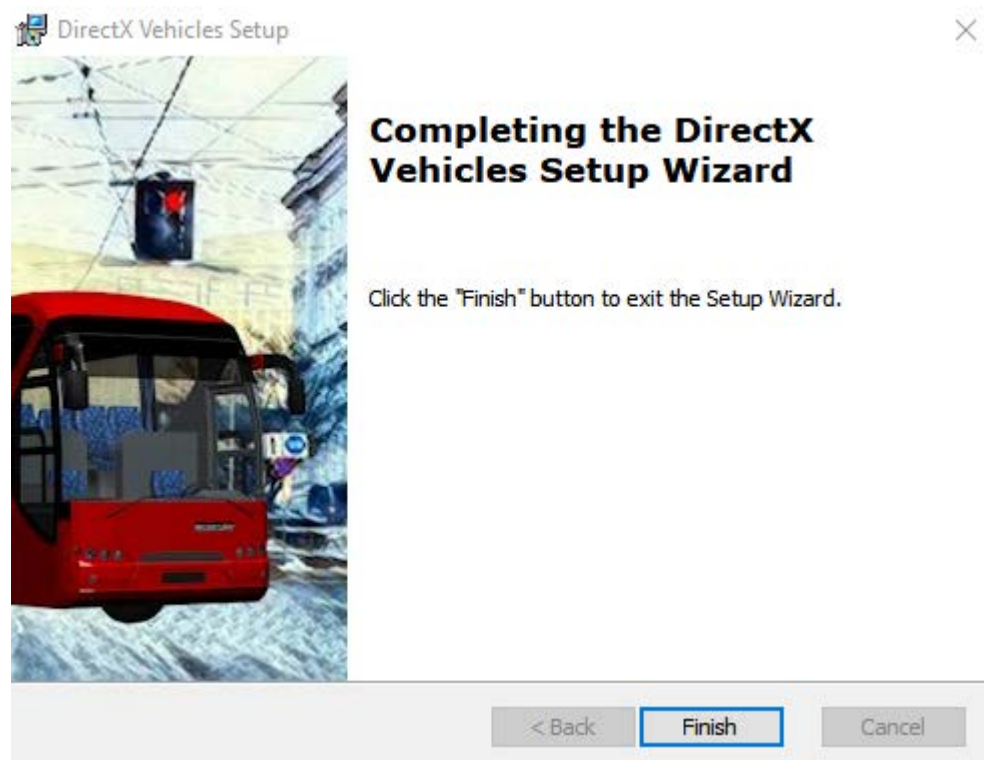 DirectX Vehicles Setup
Completing the DirectX
Vehicles Setup Wizard
Click the "Finish" button to exit the Setup Wizard.
< Back
Finish
Cancel